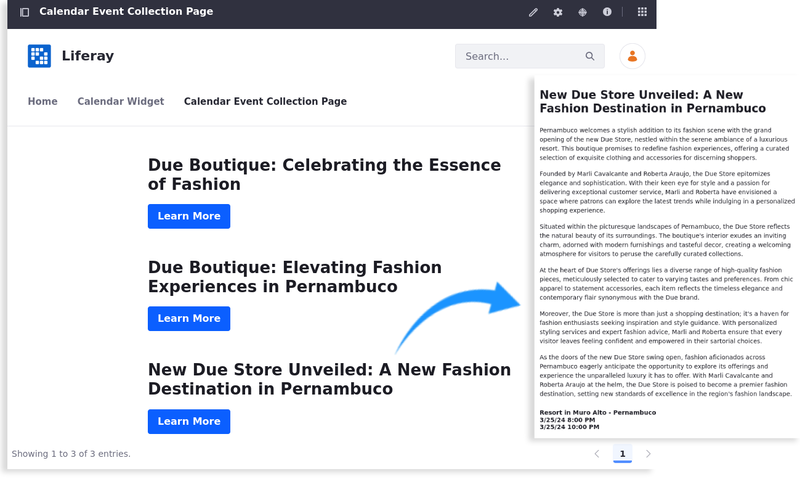 Calendar Event Collection Page
Liferay
Search...
Home Calendar Widget Calendar Event Collection Page
Due Boutique: Celebrating the Essence
of Fashion
Learn More
Due Boutique: Elevating Fashion
Experiences in Pernambuco
Learn More
New Due Store Unveiled: A New Fashion
Destination in Pernambuco
Learn More
Showing 1 to 3 of 3 entries.
1
New Due Store Unveiled: A New
Fashion Destination in Pernambuco
Pernambuco welcomes a stylish addition to its fashion scene with the grand
opening of the new Due Store, nestled within the serene ambiance of a luxurious
resort. This boutique promises to redefine fashion experiences, offering a curated
selection of exquisite clothing and accessories for discerning shoppers.
Founded by Marli Cavalcante and Roberta Araujo, the Due Store epitomizes
elegance and sophistication. With their keen eye for style and a passion for
delivering exceptional customer service, Marli and Roberta have envisioned a
space where patrons can explore the latest trends while indulging in a personalized
shopping experience.
Situated within the picturesque landscapes of Pernambuco, the Due Store reflects
the natural beauty of its surroundings. The boutique's interior exudes an inviting
charm, adorned with modern furnishings and tasteful decor, creating a welcoming
atmosphere for visitors to peruse the carefully curated collections.
At the heart of Due Store's offerings lies a diverse range of high-quality fashion
pieces, meticulously selected to cater to varying tastes and preferences. From chic
apparel to statement accessories, each item reflects the timeless elegance and
contemporary flair synonymous with the Due brand.
Moreover, the Due Store is more than just a shopping destination; it's a haven for
fashion enthusiasts seeking inspiration and style guidance. With personalized
styling services and expert fashion advice, Marli and Roberta ensure that every
visitor leaves feeling confident and empowered in their sartorial choices.
As the doors of the new Due Store swing open, fashion aficionados across
Pernambuco eagerly anticipate the opportunity to explore its offerings and
experience the unparalleled luxury it has to offer. With Marli Cavalcante and
Roberta Araujo at the helm, the Due Store is poised to become a premier fashion
destination, setting new standards of excellence in the region's fashion landscape.
Resort in Muro Alto - Pernambuco
3/25/24 8:00 PM
3/25/24 10:00 PM